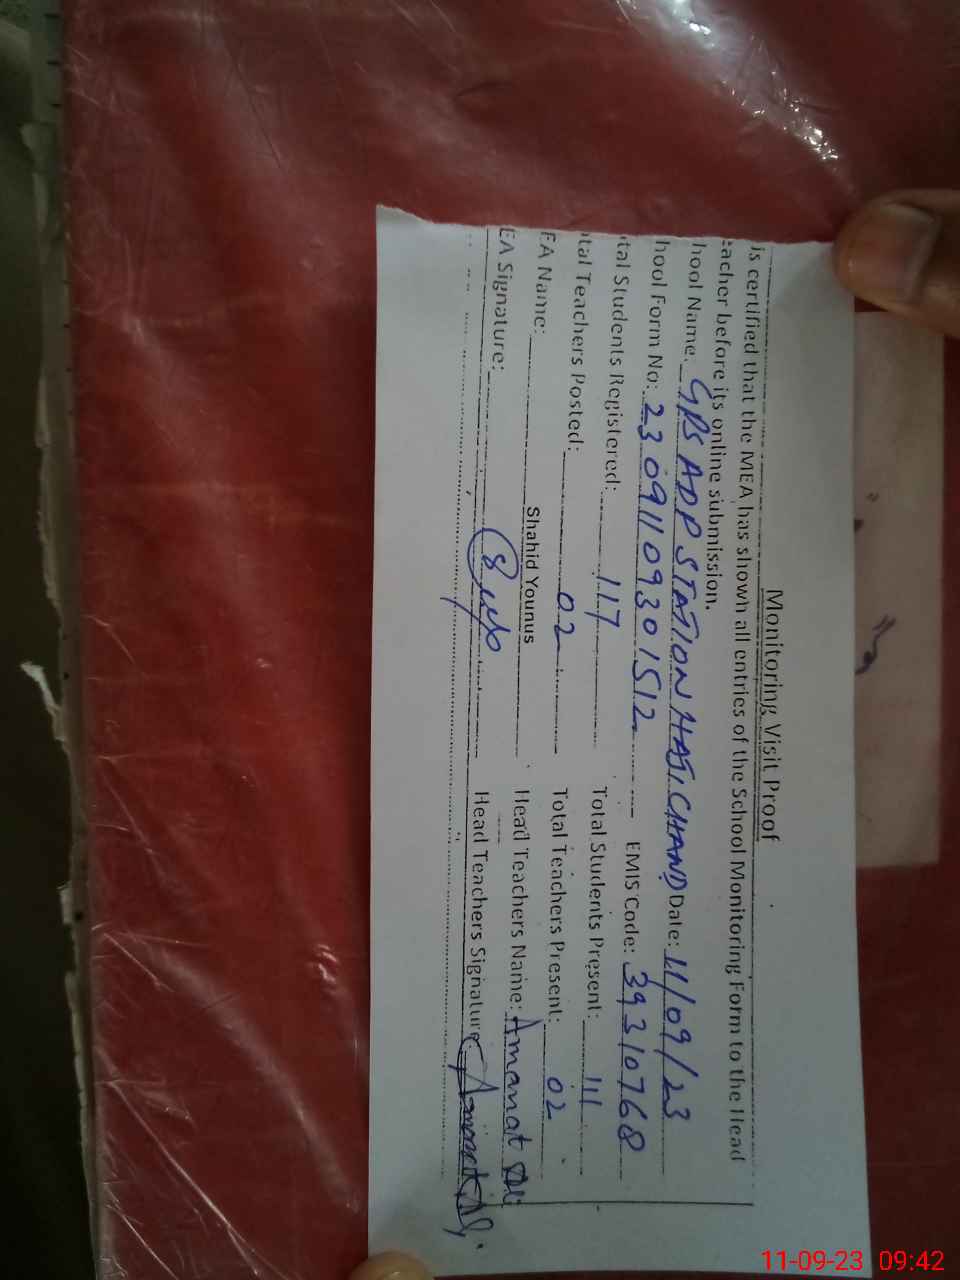 Monitoring Visit Proof
is certified that the MEA has shown all entries of the School Monitoring Form to the Head
eacher before its online submission.
hool Name: GPS ADP STATION HAJI CHAND Date: 11/09/23
hool Form No: 23091109301512 EMIS Code: 39310768
tal Students Registered: 117 Total Students Present: 111
tal Teachers Posted: 02 Total Teachers Present: 02
EA Name: Shahid Younus Head Teachers Name: Amanat Ali
EA Signature: Head Teachers Signature:
11-09-23 09:42